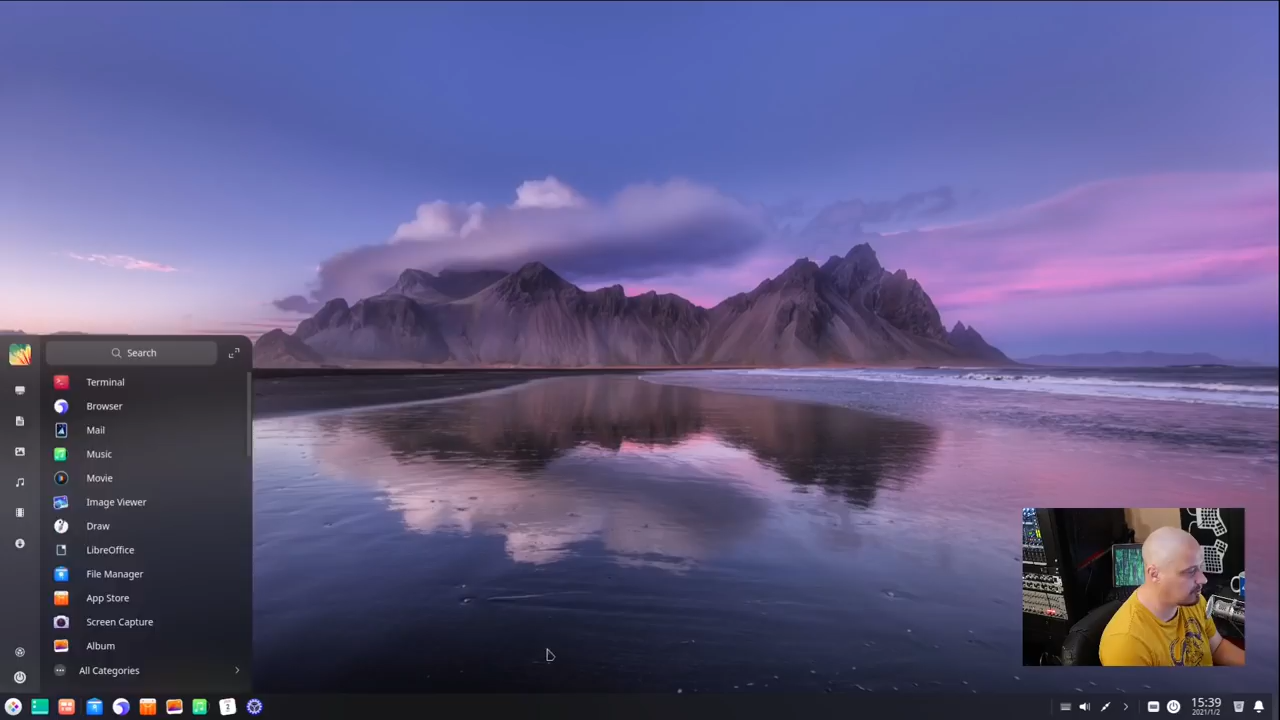 Search
Terminal
Browser
Mail
Music
Movie
Image Viewer
Draw
LibreOffice
File Manager
App Store
Screen Capture
Album
All Categories
15:39
2021/1/2
2